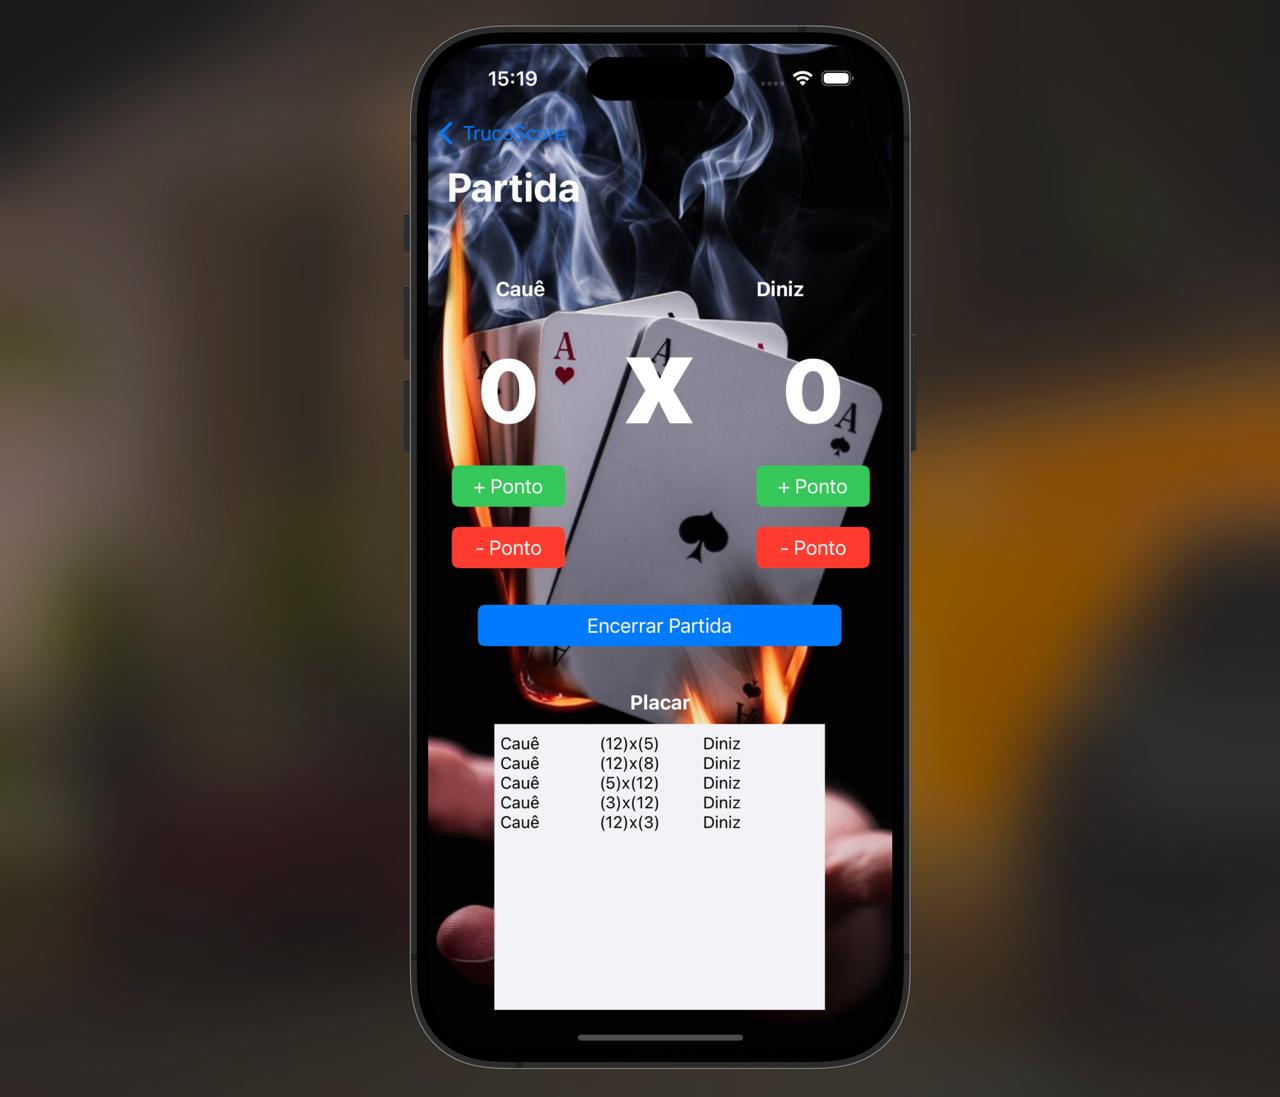 15:19
TrucoScore
Partida
Cauê Diniz
0 X 0
+ Ponto + Ponto
- Ponto - Ponto
Encerrar Partida
Placar
Cauê (12)x(5) Diniz
Cauê (12)x(8) Diniz
Cauê (5)x(12) Diniz
Cauê (3)x(12) Diniz
Cauê (12)x(3) Diniz
A
A
A
A
A
A